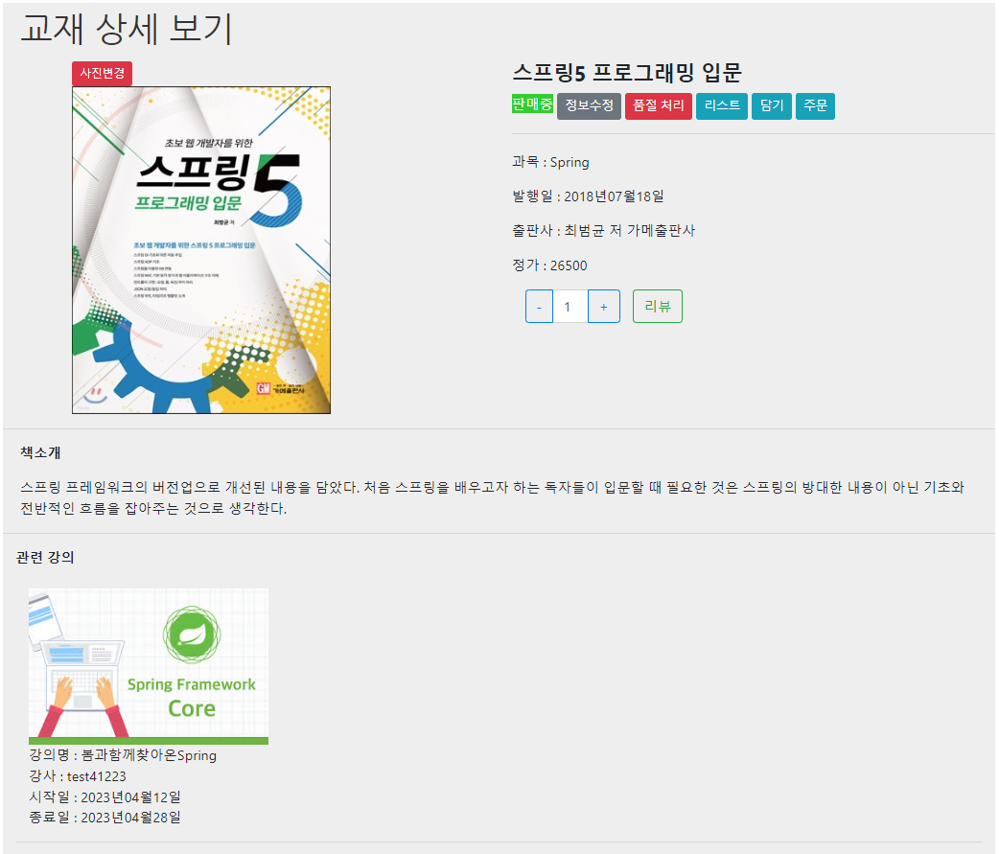 교재 상세 보기
사진변경
초보 웹 개발자를 위한
스프링 5
프로그래밍 입문
최범균 저
초보 웹 개발자를 위한 스프링 5 프로그래밍 입문
GM 가메출판사
스프링5 프로그래밍 입문
판매중 정보수정 품절 처리 리스트 담기 주문
과목 : Spring
발행일 : 2018년07월18일
출판사 : 최범균 저 가메출판사
정가 : 26500
- 1 + 리뷰
책소개
스프링 프레임워크의 버전업으로 개선된 내용을 담았다. 처음 스프링을 배우고자 하는 독자들이 입문할 때 필요한 것은 스프링의 방대한 내용이 아닌 기초와
전반적인 흐름을 잡아주는 것으로 생각한다.
관련 강의
Spring Framework
Core
강의명 : 봄과함께찾아온Spring
강사 : test41223
시작일 : 2023년04월12일
종료일 : 2023년04월28일